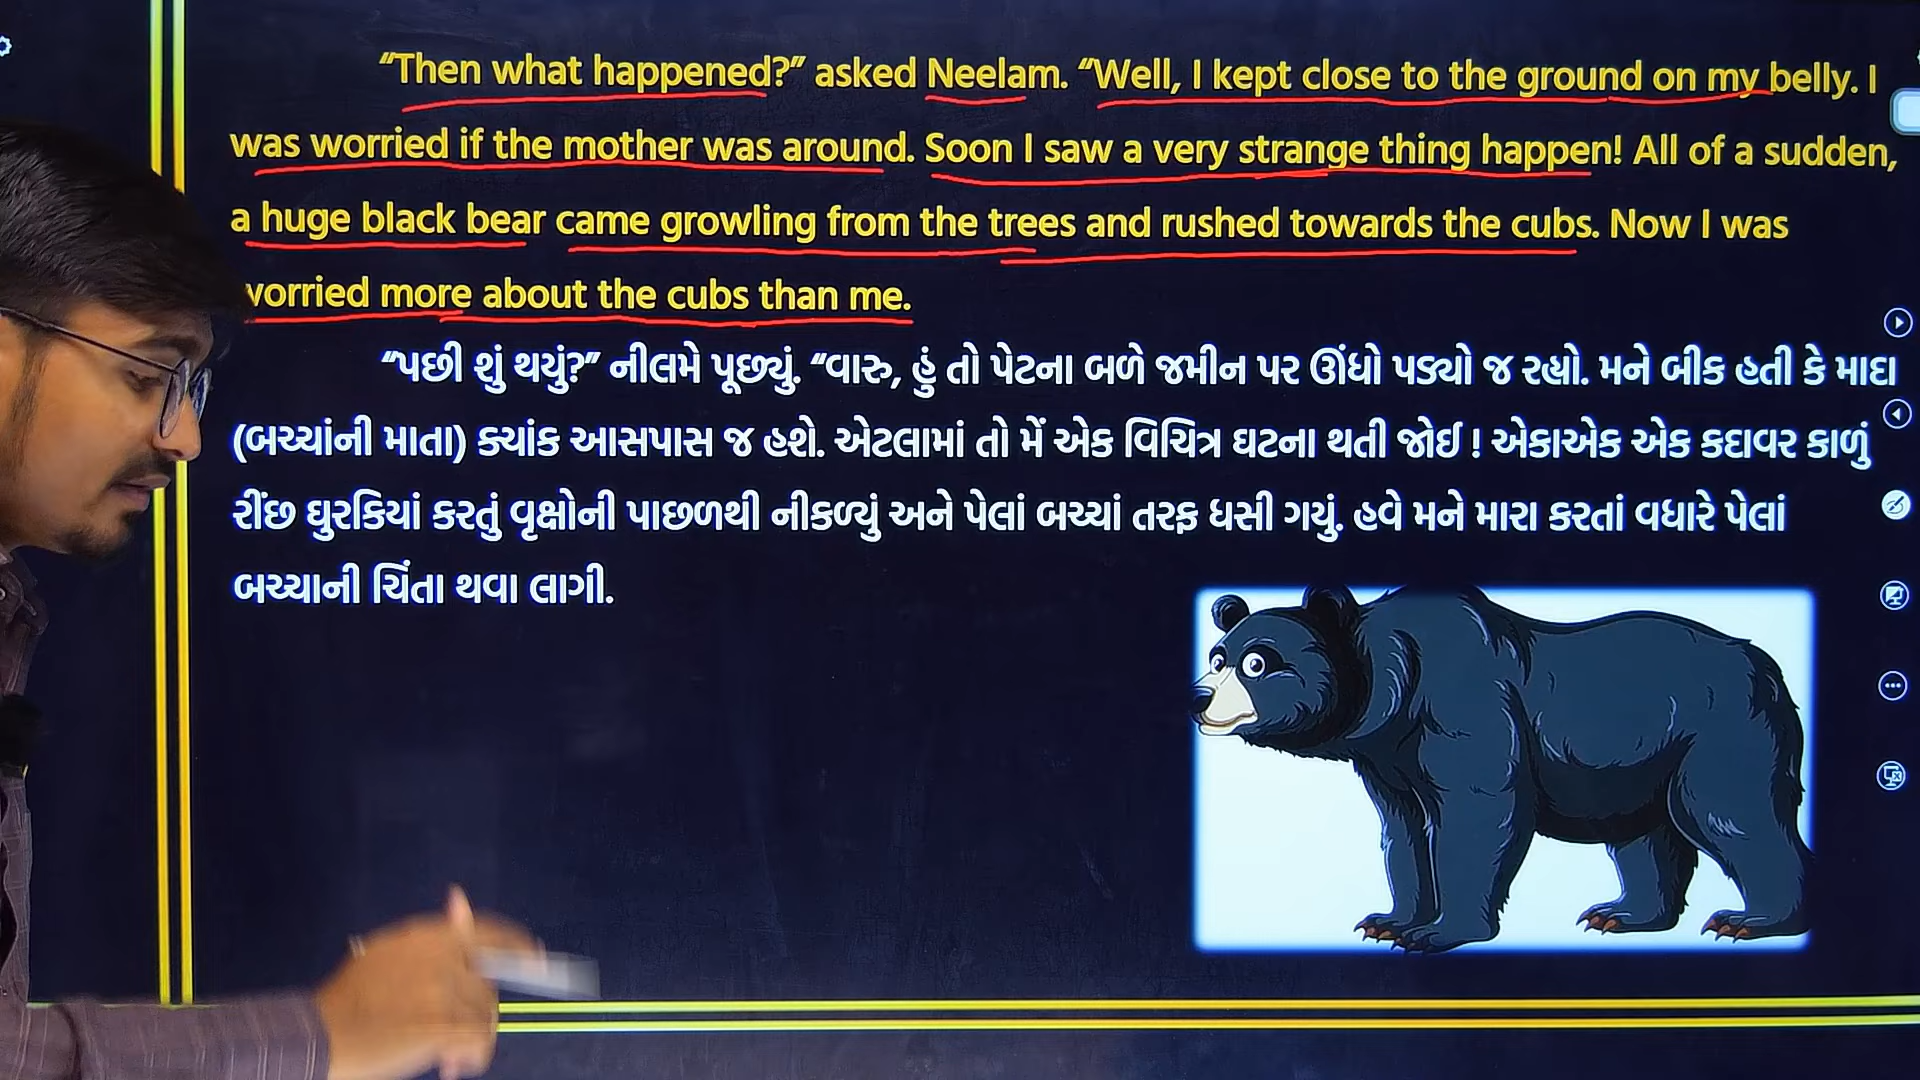 “Then what happened?” asked Neelam. “Well, I kept close to the ground on my belly. I
was worried if the mother was around. Soon I saw a very strange thing happen! All of a sudden,
a huge black bear came growling from the trees and rushed towards the cubs. Now I was
worried more about the cubs than me.
“પછી શું થયું?” નીલમે પૂછ્યું. “વારુ, હું તો પેટના બળે જમીન પર ઊંધો પડ્યો જ રહ્યો. મને બીક હતી કે માદા
(બચ્ચાંની માતા) ક્યાંક આસપાસ જ હશે. એટલામાં તો મેં એક વિચિત્ર ઘટના થતી જોઈ ! એકાએક એક કદાવર કાળું
રીંછ ઘુરકિયાં કરતું વૃક્ષોની પાછળથી નીકળ્યું અને પેલાં બચ્ચાં તરફ ધસી ગયું. હવે મને મારા કરતાં વધારે પેલાં
બચ્ચાની ચિંતા થવા લાગી.